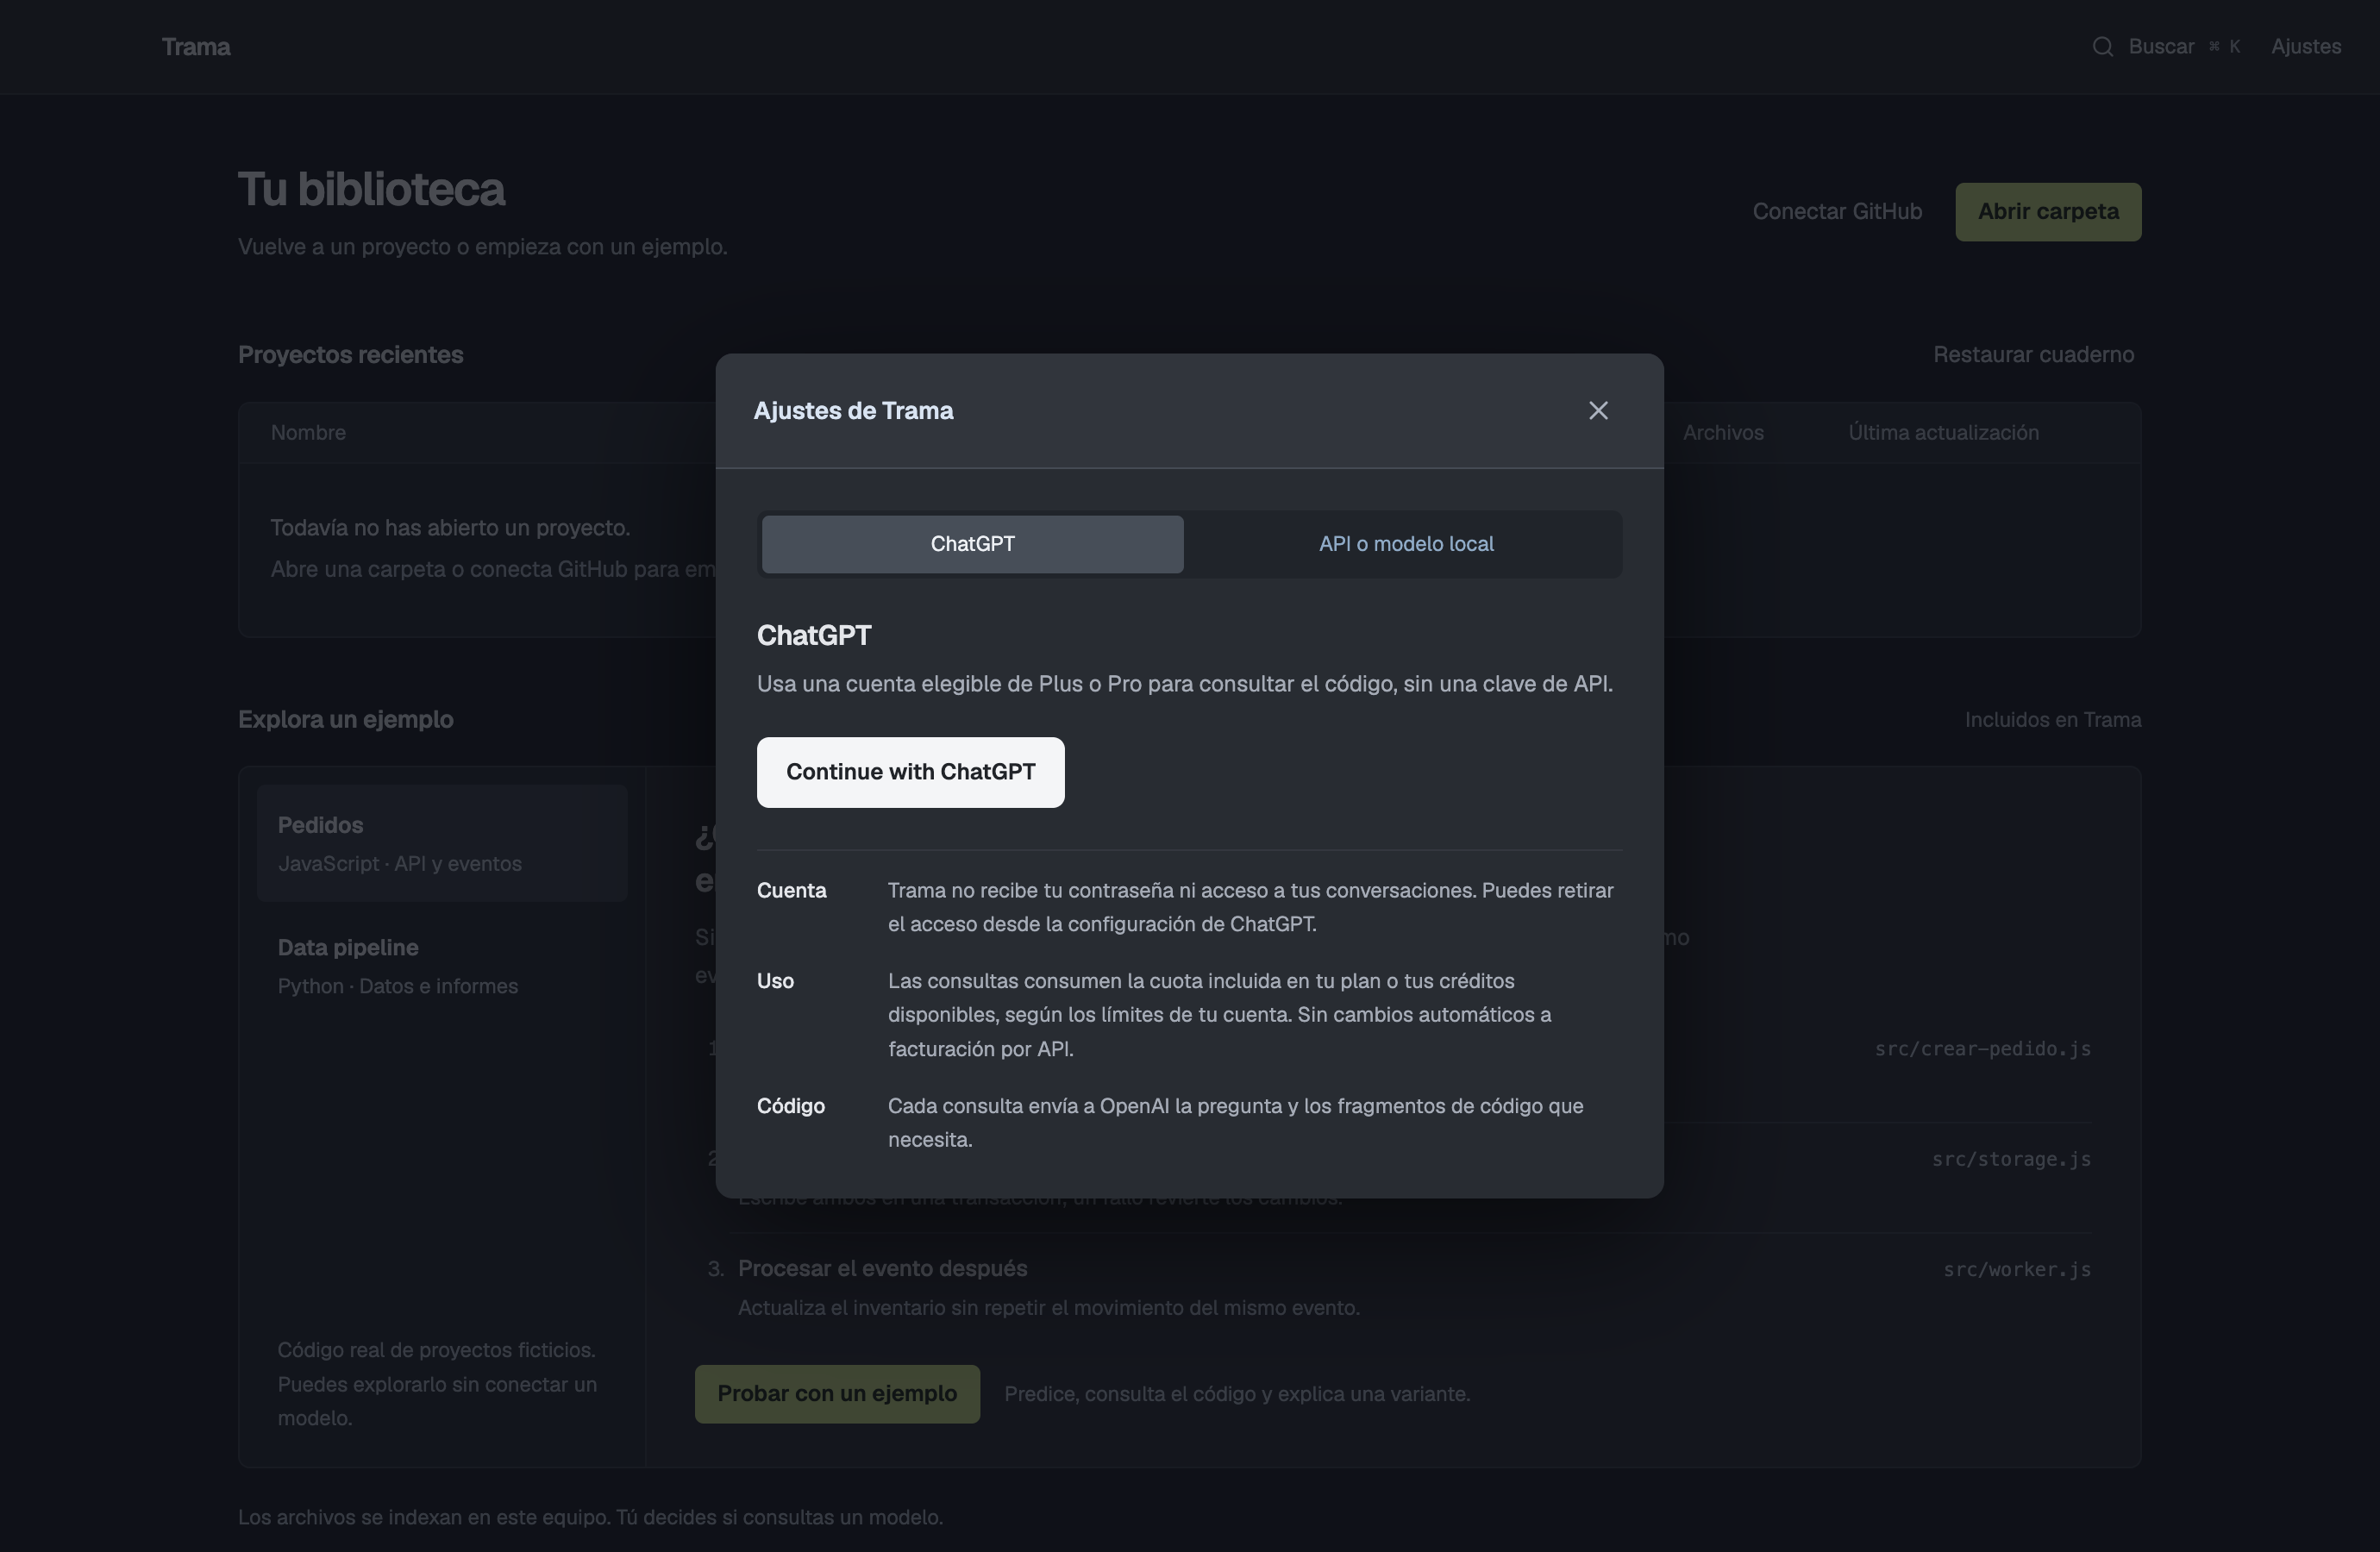 Trama
Buscar ⌘ K
Ajustes
Tu biblioteca
Vuelve a un proyecto o empieza con un ejemplo.
Conectar GitHub
Abrir carpeta
Proyectos recientes
Restaurar cuaderno
Nombre
Archivos
Última actualización
Todavía no has abierto un proyecto.
Abre una carpeta o conecta GitHub para
Explora un ejemplo
Incluidos en Trama
Pedidos
JavaScript · API y eventos
Data pipeline
Python · Datos e informes
Código real de proyectos ficticios.
Puedes explorarlo sin conectar un
modelo.
Ajustes de Trama
ChatGPT
API o modelo local
ChatGPT
Usa una cuenta elegible de Plus o Pro para consultar el código, sin una clave de API.
Continue with ChatGPT
Cuenta
Trama no recibe tu contraseña ni acceso a tus conversaciones. Puedes retirar
el acceso desde la configuración de ChatGPT.
Uso
Las consultas consumen la cuota incluida en tu plan o tus créditos
disponibles, según los límites de tu cuenta. Sin cambios automáticos a
facturación por API.
Código
Cada consulta envía a OpenAI la pregunta y los fragmentos de código que
necesita.
src/crear-pedido.js
src/storage.js
3. Procesar el evento después
src/worker.js
Actualiza el inventario sin repetir el movimiento del mismo evento.
Probar con un ejemplo
Predice, consulta el código y explica una variante.
Los archivos se indexan en este equipo. Tú decides si consultas un modelo.